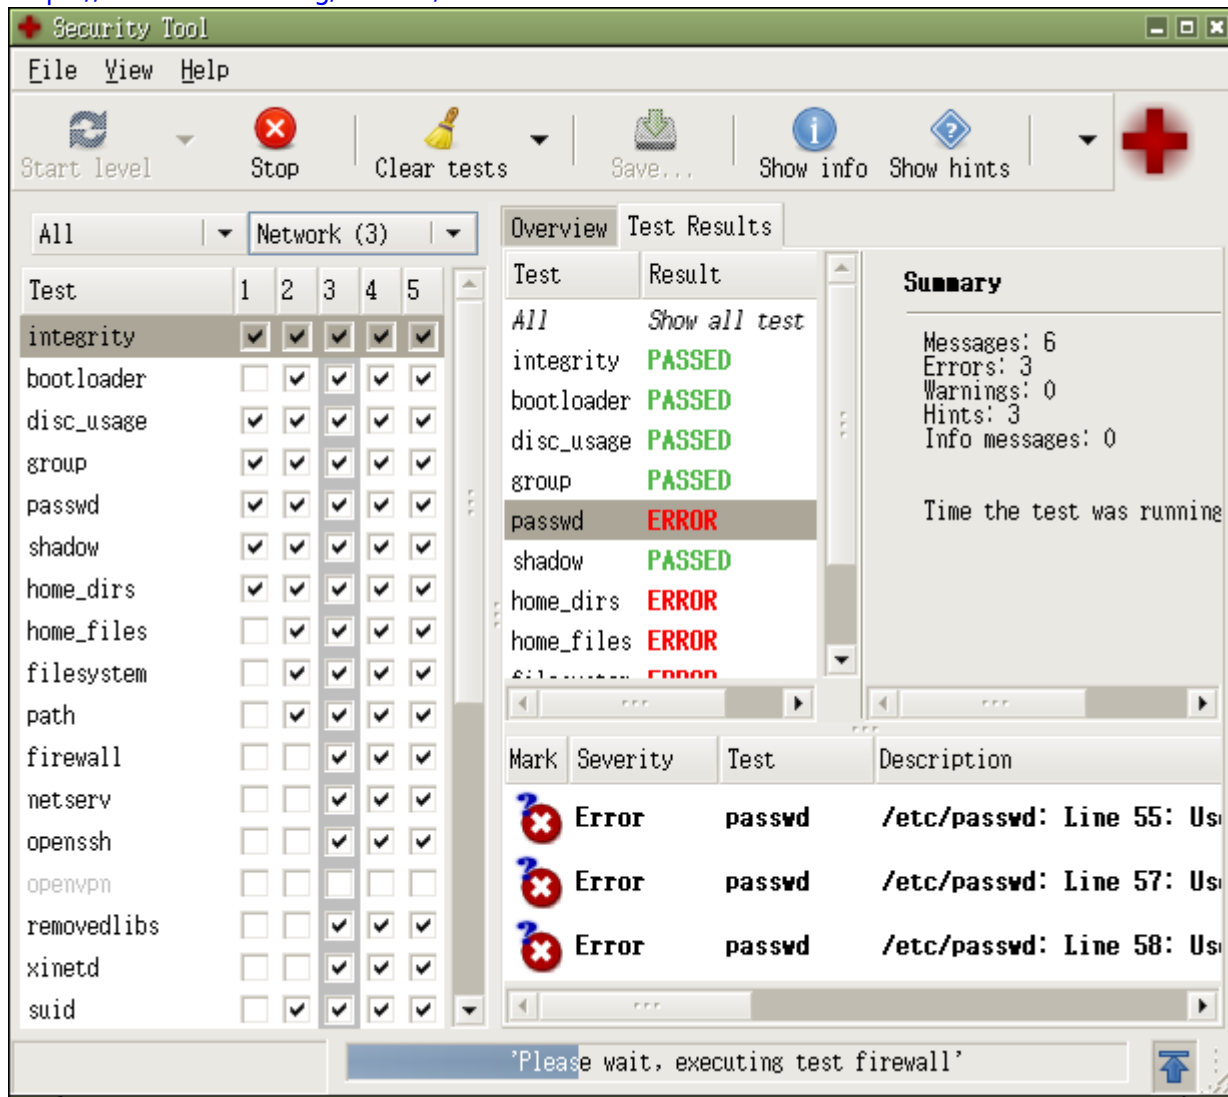 Security Tool
File View Help
Start level Stop Clear tests Save... Show info Show hints
All Network (3)
Test 1 2 3 4 5
integrity
bootloader
disc_usage
group
passwd
shadow
home_dirs
home_files
filesystem
path
firewall
netserv
openssh
openvpn
removedlibs
xinetd
suid
Overview Test Results
Test Result
All Show all test
integrity PASSED
bootloader PASSED
disc_usage PASSED
group PASSED
passwd ERROR
shadow PASSED
home_dirs ERROR
home_files ERROR
filesystem ERROR
Summary
Messages: 6
Errors: 3
Warnings: 0
Hints: 3
Info messages: 0
Time the test was running
Mark Severity Test Description
Error passwd /etc/passwd: Line 55: Us
Error passwd /etc/passwd: Line 57: Us
Error passwd /etc/passwd: Line 58: Us
'Please wait, executing test firewall'